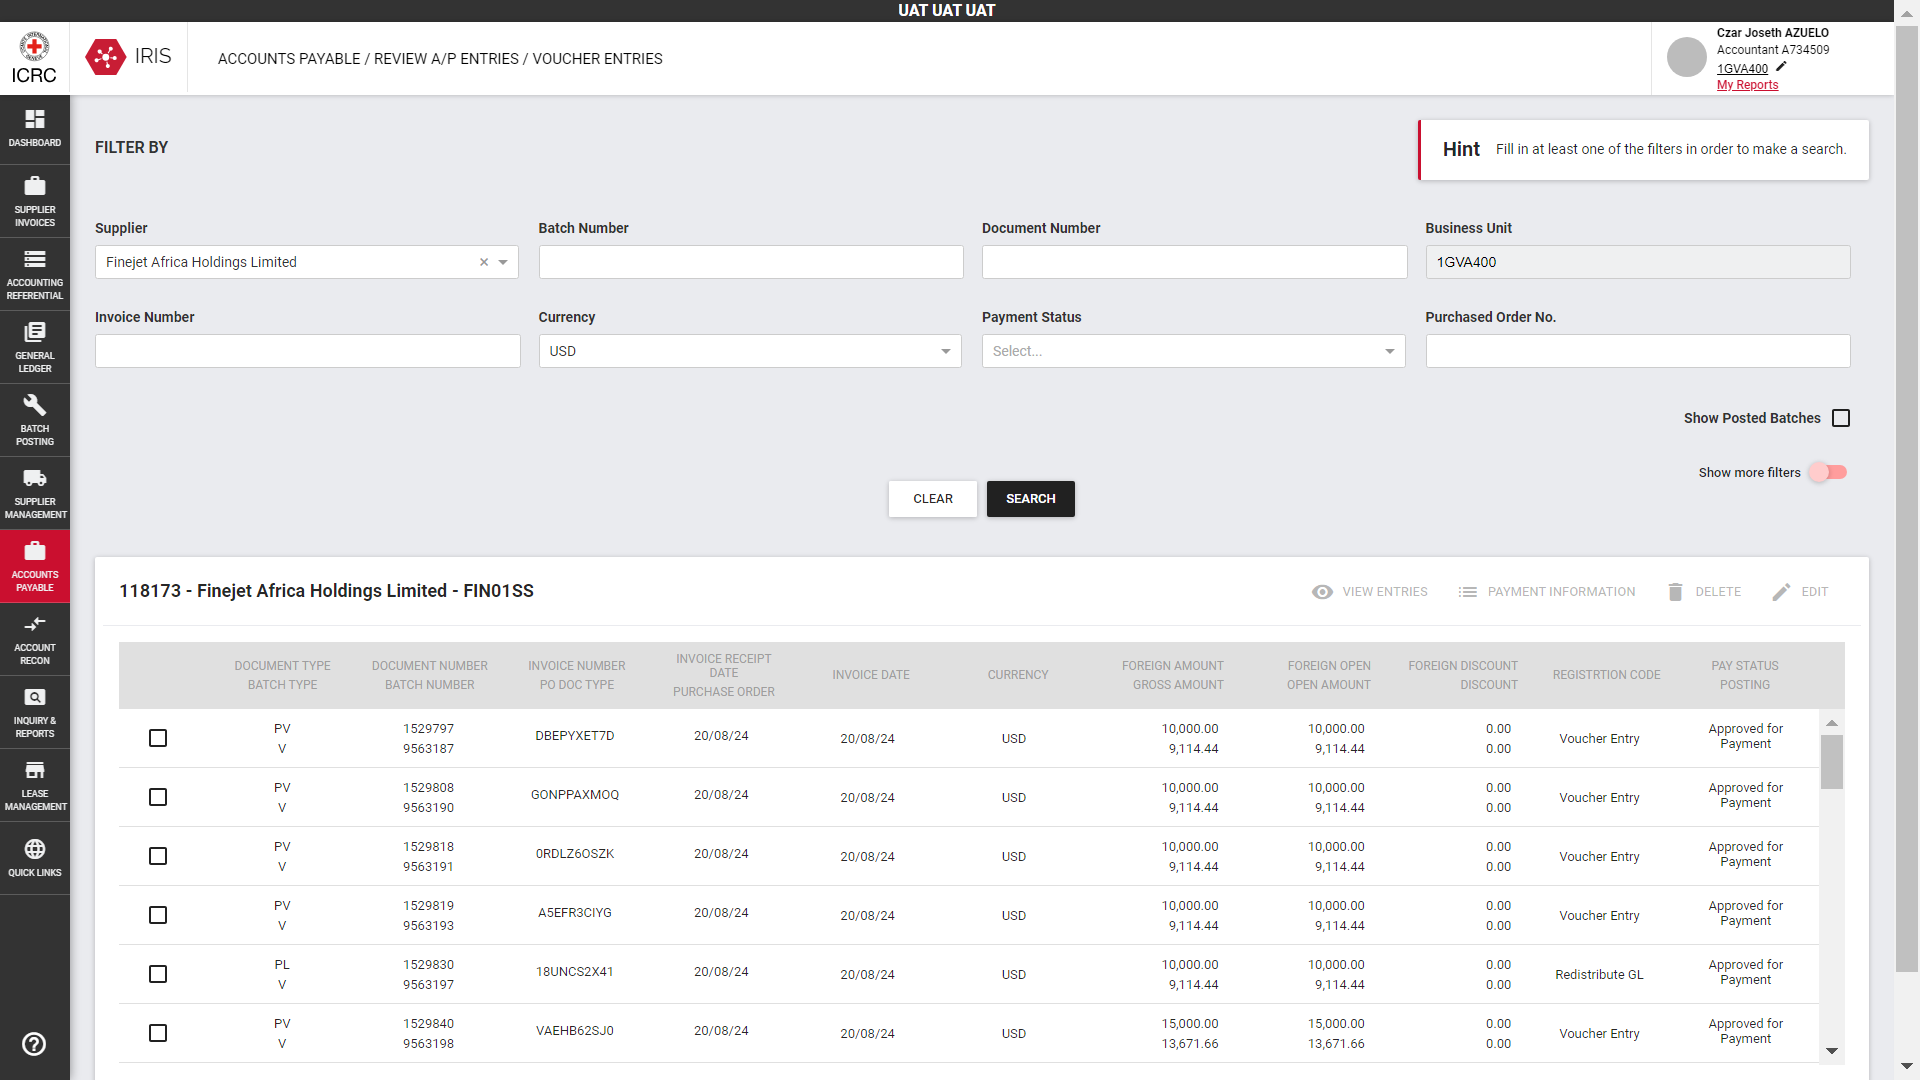 UAT UAT UAT
ICRC
IRIS
ACCOUNTS PAYABLE / REVIEW A/P ENTRIES / VOUCHER ENTRIES
Czar Joseth AZUELO
Accountant A734509
1GVA400
My Reports
DASHBOARD
SUPPLIER
INVOICES
ACCOUNTING
REFERENTIAL
GENERAL
LEDGER
BATCH
POSTING
SUPPLIER
MANAGEMENT
ACCOUNTS
PAYABLE
ACCOUNT
RECON
INQUIRY &
REPORTS
LEASE
MANAGEMENT
QUICK LINKS
FILTER BY
Hint Fill in at least one of the filters in order to make a search.
Supplier Batch Number Document Number Business Unit
Finejet Africa Holdings Limited 1GVA400
Invoice Number Currency Payment Status Purchased Order No.
USD Select...
Show Posted Batches
Show more filters
CLEAR SEARCH
118173 - Finejet Africa Holdings Limited - FIN01SS
VIEW ENTRIES PAYMENT INFORMATION DELETE EDIT
DOCUMENT TYPE
BATCH TYPE
DOCUMENT NUMBER
BATCH NUMBER
INVOICE NUMBER
PO DOC TYPE
INVOICE RECEIPT
DATE
PURCHASE ORDER
INVOICE DATE
CURRENCY
FOREIGN AMOUNT
GROSS AMOUNT
FOREIGN OPEN
OPEN AMOUNT
FOREIGN DISCOUNT
DISCOUNT
REGISTRTION CODE
PAY STATUS
POSTING
PV 1529797 DBEPYXET7D 20/08/24 20/08/24 USD 10,000.00 10,000.00 0.00 Voucher Entry Approved for
V 9563187 9,114.44 9,114.44 0.00 Payment
PV 1529808 GONPPAXMOQ 20/08/24 20/08/24 USD 10,000.00 10,000.00 0.00 Voucher Entry Approved for
V 9563190 9,114.44 9,114.44 0.00 Payment
PV 1529818 0RDLZ6OSZK 20/08/24 20/08/24 USD 10,000.00 10,000.00 0.00 Voucher Entry Approved for
V 9563191 9,114.44 9,114.44 0.00 Payment
PV 1529819 A5EFR3CIYG 20/08/24 20/08/24 USD 10,000.00 10,000.00 0.00 Voucher Entry Approved for
V 9563193 9,114.44 9,114.44 0.00 Payment
PL 1529830 18UNCS2X41 20/08/24 20/08/24 USD 10,000.00 10,000.00 0.00 Redistribute GL Approved for
V 9563197 9,114.44 9,114.44 0.00 Payment
PV 1529840 VAEHB62SJ0 20/08/24 20/08/24 USD 15,000.00 15,000.00 0.00 Voucher Entry Approved for
V 9563198 13,671.66 13,671.66 0.00 Payment